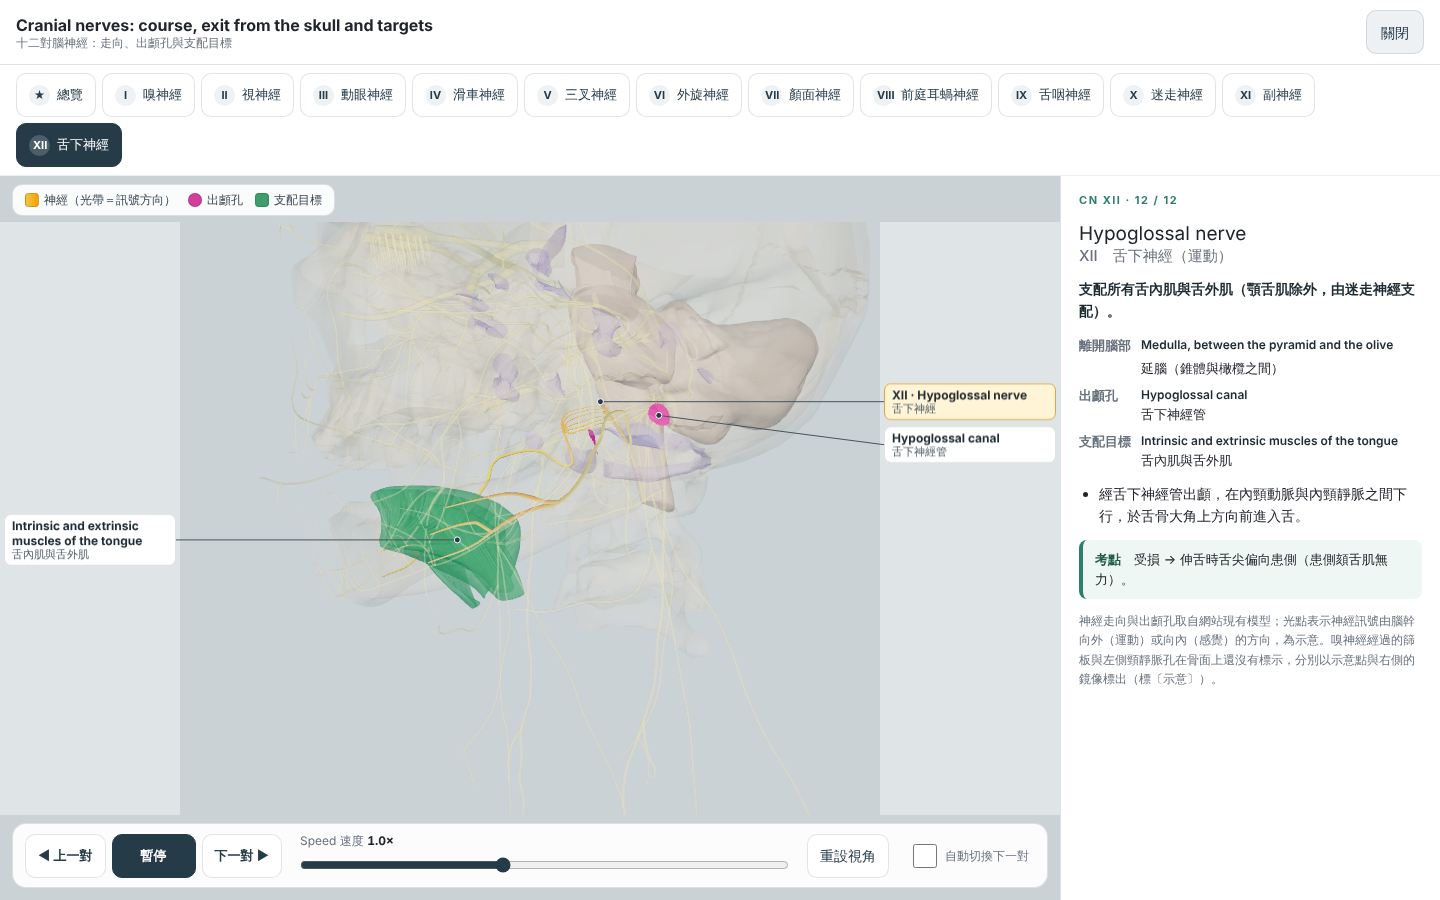 Cranial nerves: course, exit from the skull and targets
十二對腦神經：走向、出顱孔與支配目標
關閉
★ 總覽
I 嗅神經
II 視神經
III 動眼神經
IV 滑車神經
V 三叉神經
VI 外旋神經
VII 顏面神經
VIII 前庭耳蝸神經
IX 舌咽神經
X 迷走神經
XI 副神經
XII 舌下神經
神經（光帶＝訊號方向）
出顱孔
支配目標
XII · Hypoglossal nerve
舌下神經
Hypoglossal canal
舌下神經管
Intrinsic and extrinsic
muscles of the tongue
舌內肌與舌外肌
CN XII · 12 / 12
Hypoglossal nerve
XII 舌下神經（運動）
支配所有舌內肌與舌外肌（顎舌肌除外，由迷走神經支
配）。
離開腦部 Medulla, between the pyramid and the olive
延腦（錐體與橄欖之間）
出顱孔 Hypoglossal canal
舌下神經管
支配目標 Intrinsic and extrinsic muscles of the tongue
舌內肌與舌外肌
• 經舌下神經管出顱，在內頸動脈與內頸靜脈之間下
行，於舌骨大角上方向前進入舌。
考點 受損 → 伸舌時舌尖偏向患側（患側頦舌肌無
力）。
神經走向與出顱孔取自網站現有模型；光點表示神經訊號由腦幹
向外（運動）或向內（感覺）的方向，為示意。嗅神經經過的篩
板與左側頸靜脈孔在骨面上還沒有標示，分別以示意點與右側的
鏡像標出（標〔示意〕）。
◀ 上一對
暫停
下一對 ▶
Speed 速度 1.0×
重設視角
自動切換下一對